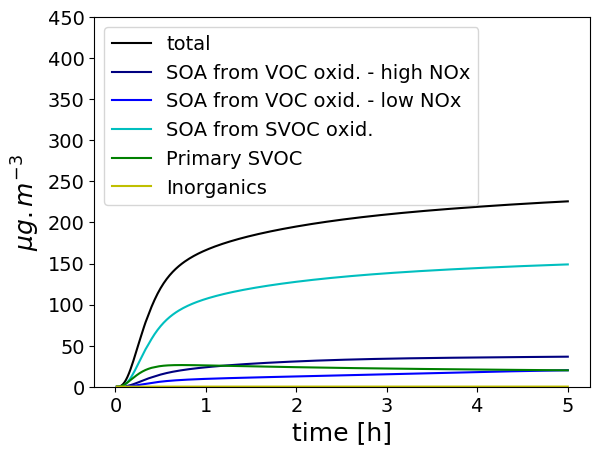 450
400
350
300
250
200
150
100
50
0
μg.m⁻³
total
SOA from VOC oxid. - high NOx
SOA from VOC oxid. - low NOx
SOA from SVOC oxid.
Primary SVOC
Inorganics
0 1 2 3 4 5
time [h]